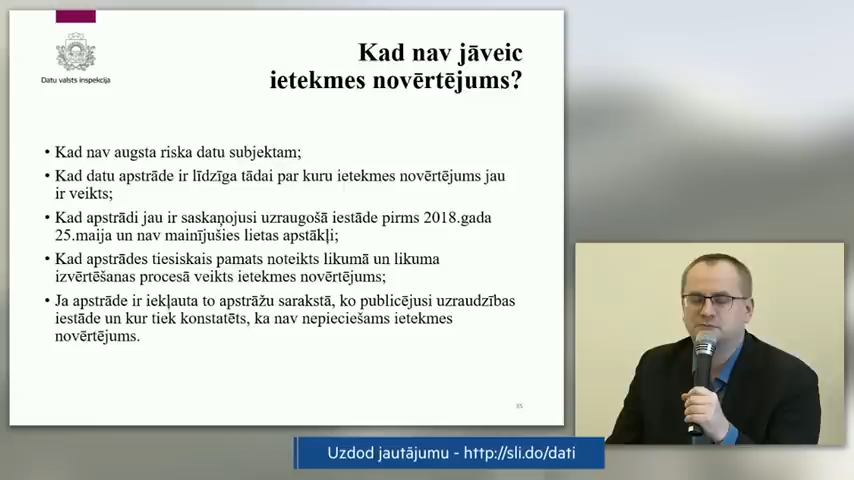 Datu valsts inspekcija
Kad nav jāveic
ietekmes novērtējums?
• Kad nav augsta riska datu subjektam;
• Kad datu apstrāde ir līdzīga tādai par kuru ietekmes novērtējums jau
ir veikts;
• Kad apstrādi jau ir saskaņojusi uzraugošā iestāde pirms 2018.gada
25.maija un nav mainījušies lietas apstākļi;
• Kad apstrādes tiesiskais pamats noteikts likumā un likuma
izvērtēšanas procesā veikts ietekmes novērtējums;
• Ja apstrāde ir iekļauta to apstrāžu sarakstā, ko publicējusi uzraudzības
iestāde un kur tiek konstatēts, ka nav nepieciešams ietekmes
novērtējums.
35
Uzdod jautājumu - http://sli.do/dati